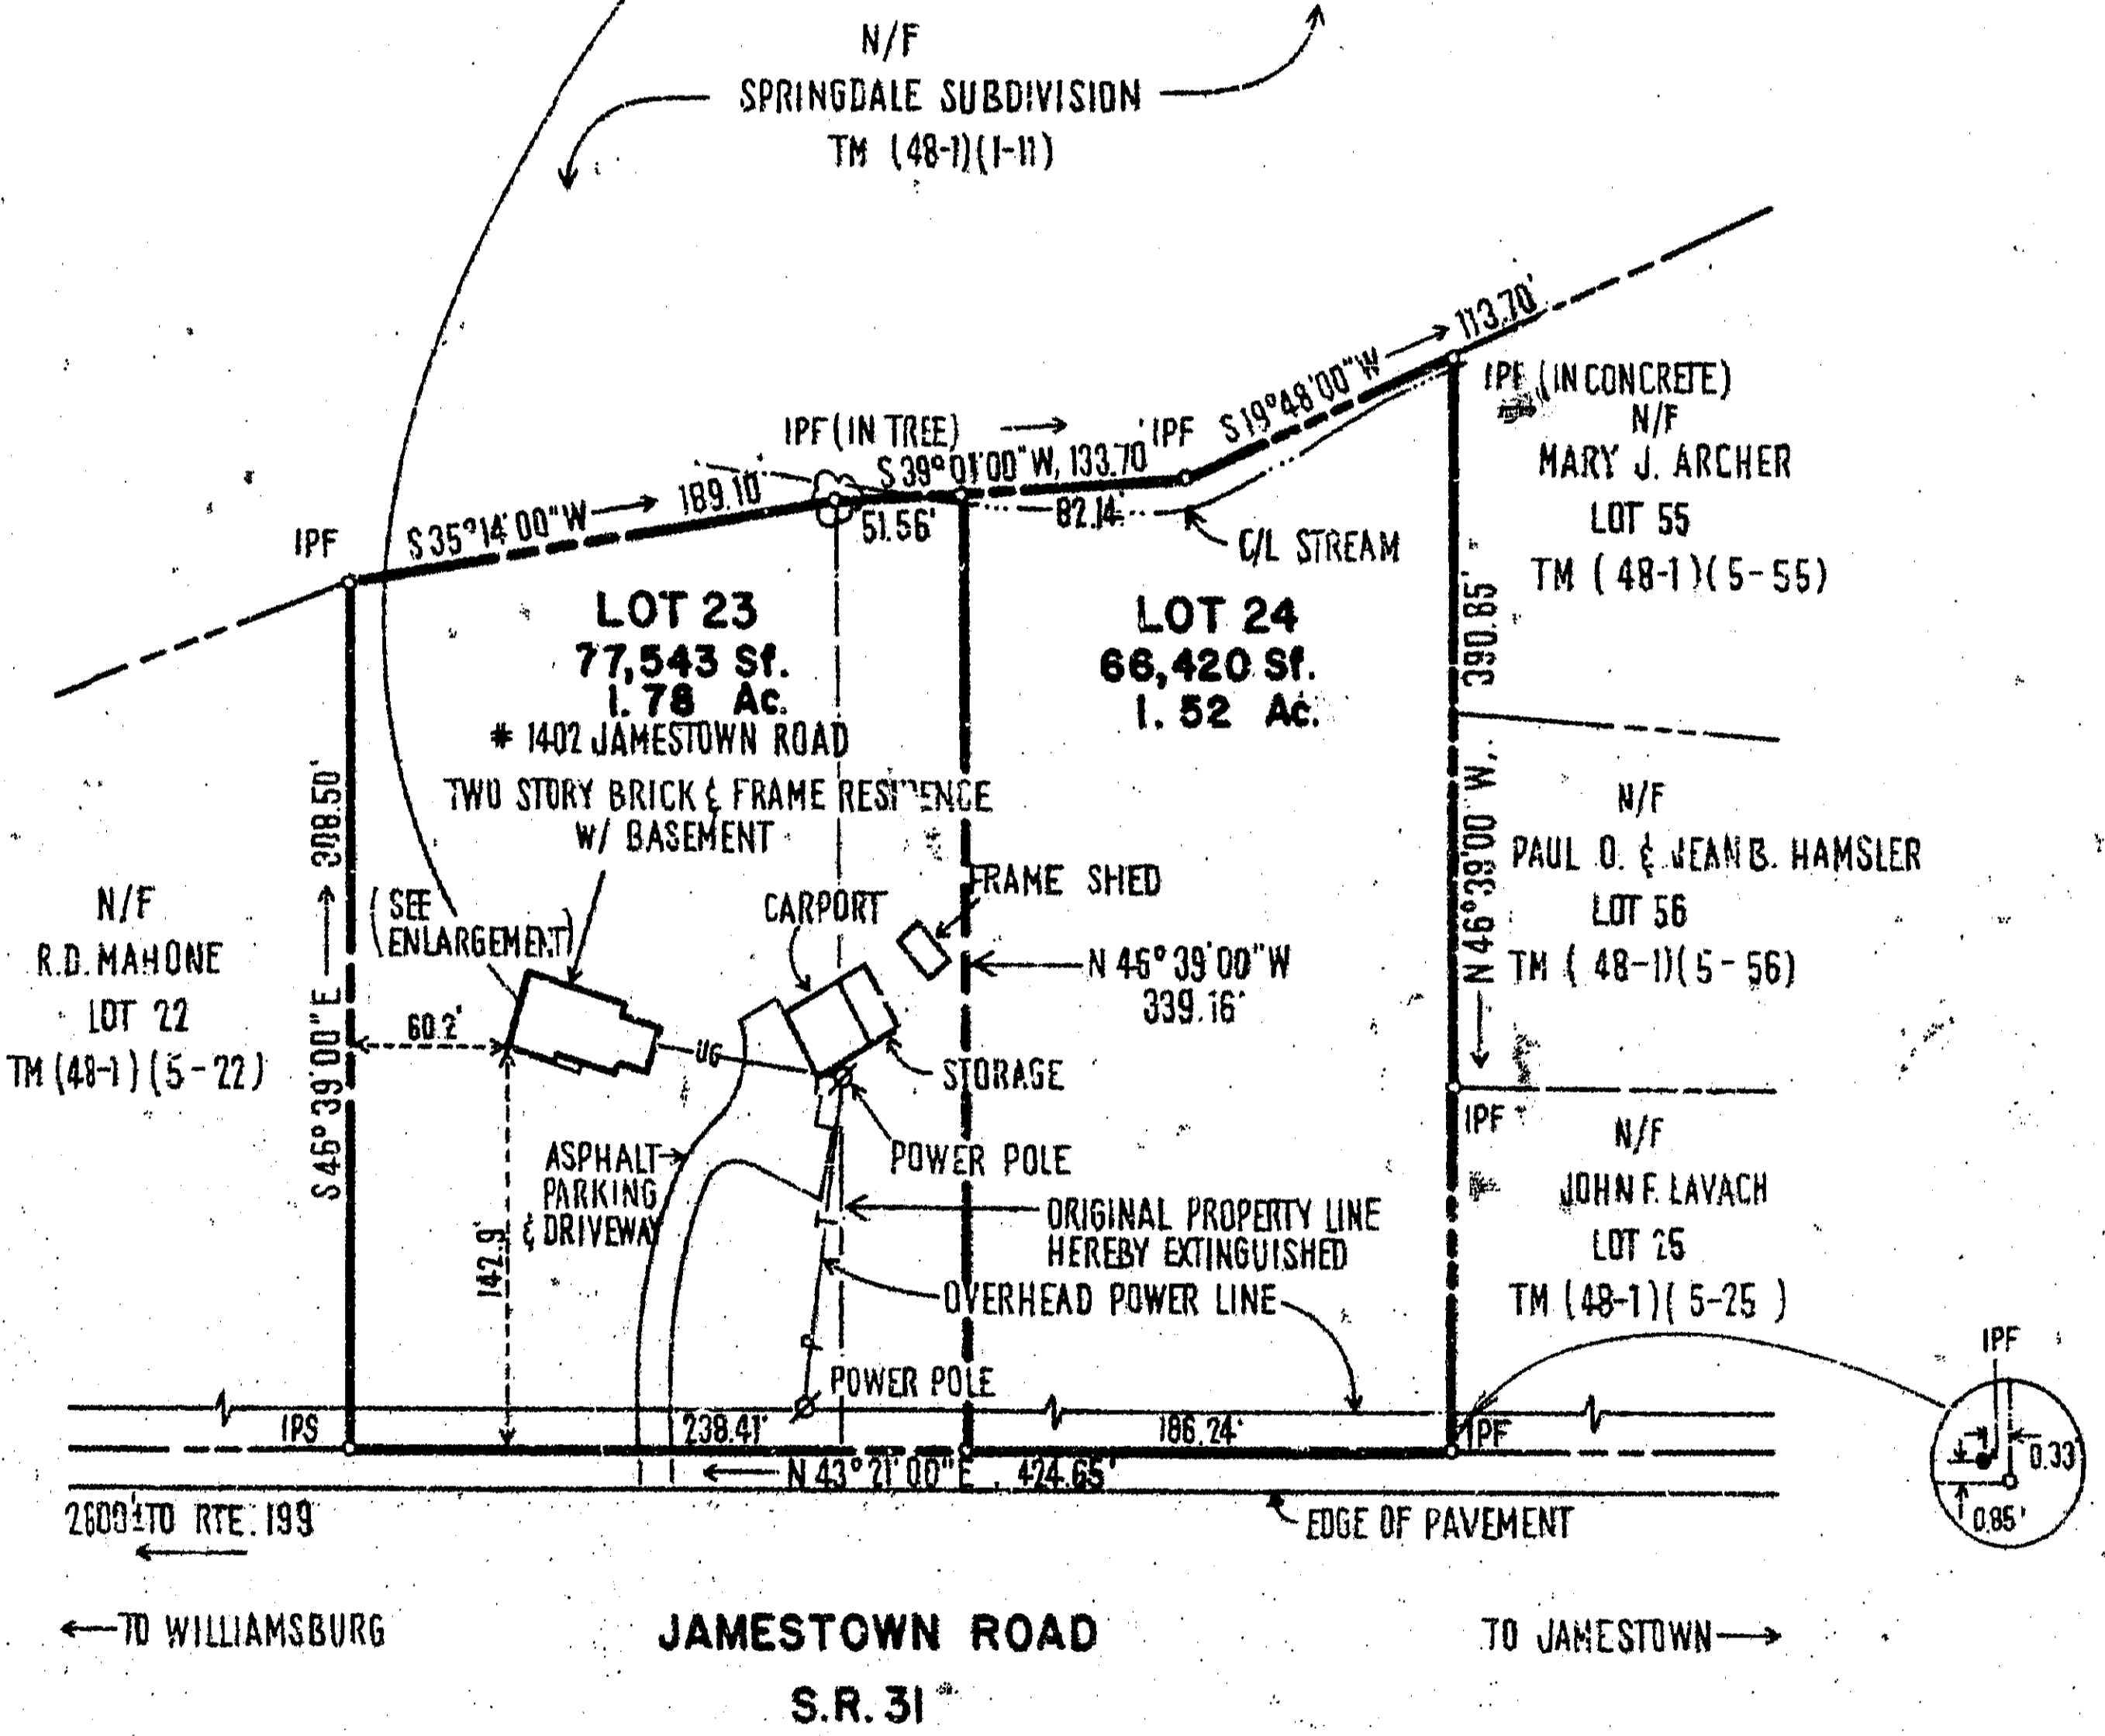 N/F
SPRINGDALE SUBDIVISION
TM (48-1)(1-11)
S 19°48'00"W 113.70'
IPF (IN CONCRETE)
N/F
MARY J. ARCHER
LOT 55
TM (48-1)(5-55)
IPF (IN TREE)
IPF
S 39°01'00"W, 133.70'
S 35°14'00"W 189.10'
51.56'
82.14'
C/L STREAM
IPF
LOT 23
77,543 Sf.
1.78 Ac.
# 1402 JAMESTOWN ROAD
TWO STORY BRICK & FRAME RESIDENCE
W/ BASEMENT
LOT 24
66,420 Sf.
1.52 Ac.
N 46°39'00" W, 390.85'
N/F
PAUL O. & JEAN B. HAMSLER
LOT 56
TM (48-1)(5-56)
S 46°39'00"E 308.50'
N/F
R.D. MAHONE
LOT 22
TM (48-1)(5-22)
(SEE
ENLARGEMENT)
CARPORT
FRAME SHED
N 46°39'00"W
339.16'
60.2'
UG
STORAGE
POWER POLE
IPF
N/F
JOHN F. LAVACH
LOT 25
TM (48-1)(5-25)
ASPHALT
PARKING
& DRIVEWAY
142.9'
ORIGINAL PROPERTY LINE
HEREBY EXTINGUISHED
OVERHEAD POWER LINE
POWER POLE
IPS
238.41'
186.24'
IPF
N 43°21'00"E, 424.65'
IPF
0.33'
0.85'
2600'± TO RTE. 199
EDGE OF PAVEMENT
TO WILLIAMSBURG
JAMESTOWN ROAD
TO JAMESTOWN
S.R. 31